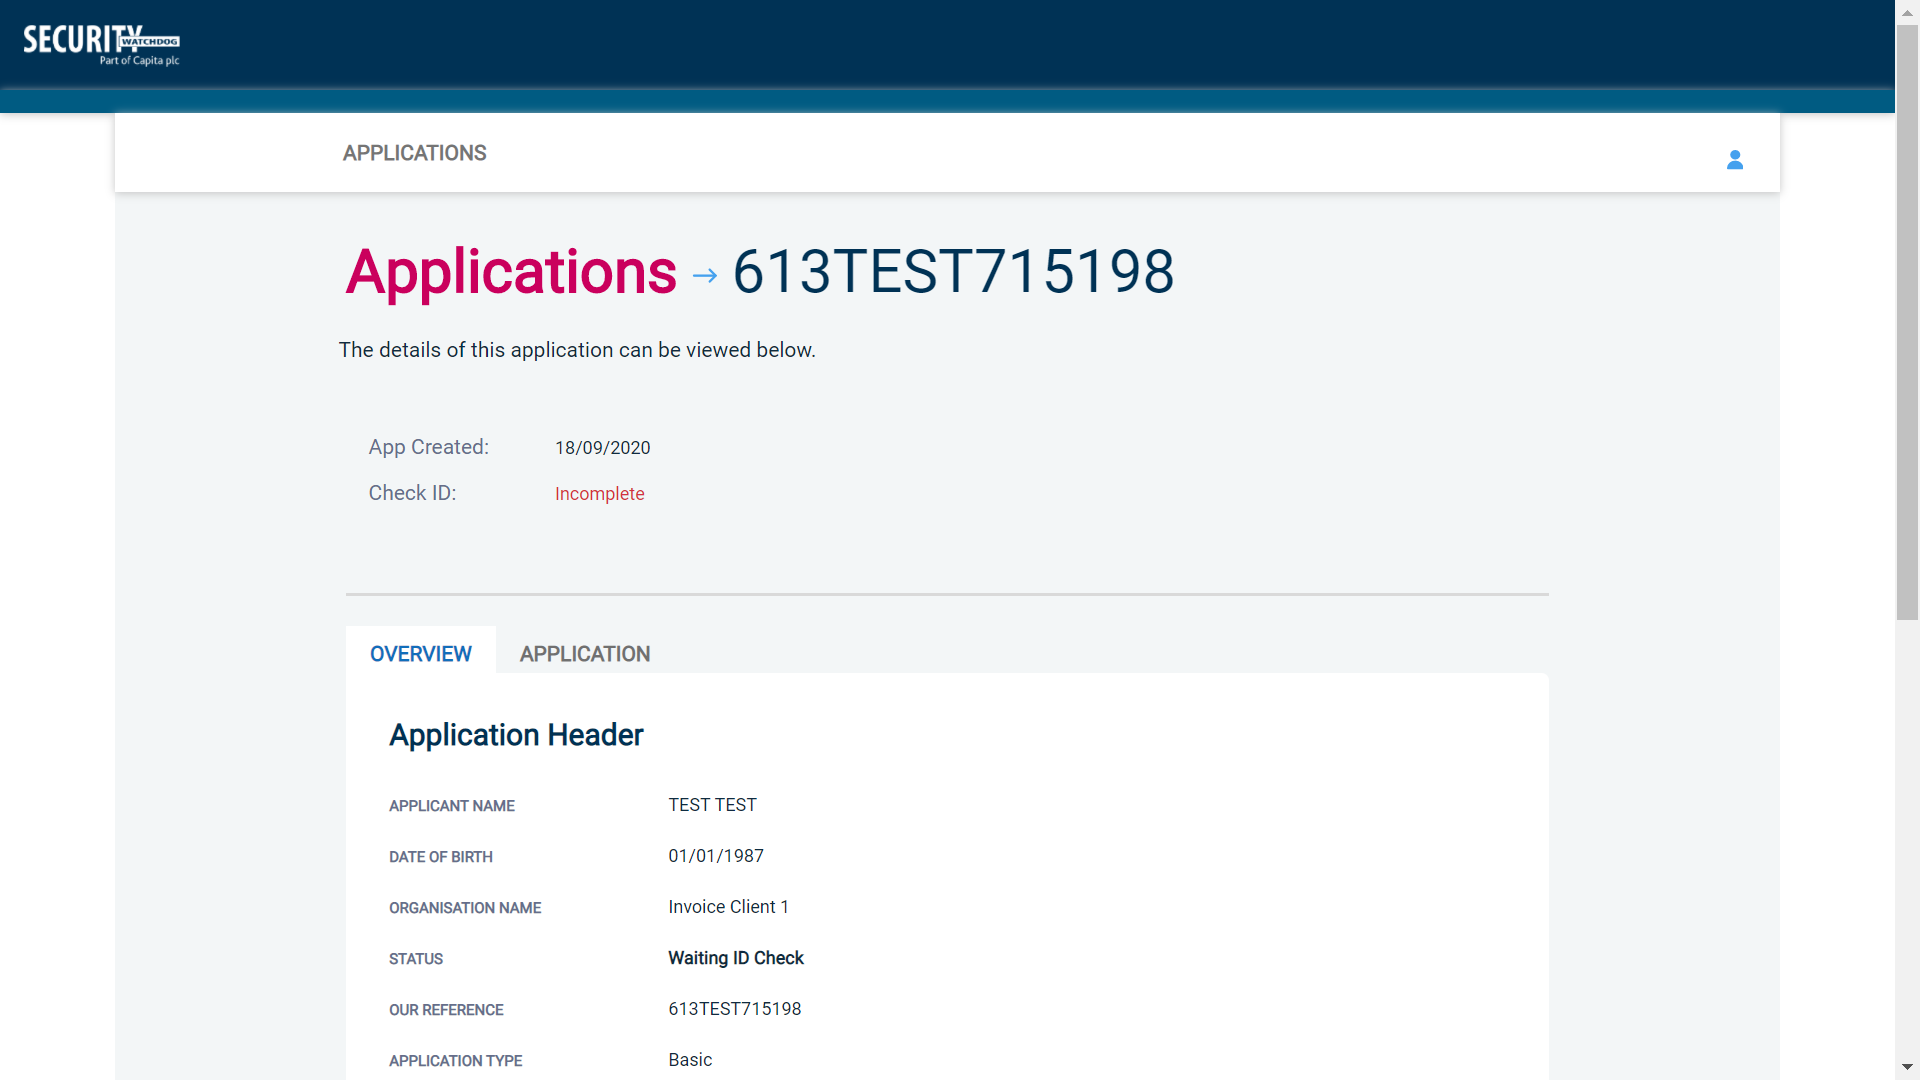 SECURITY
WATCHDOG
Part of Capita plc
APPLICATIONS
Applications → 613TEST715198
The details of this application can be viewed below.
App Created: 18/09/2020
Check ID: Incomplete
OVERVIEW APPLICATION
Application Header
APPLICANT NAME TEST TEST
DATE OF BIRTH 01/01/1987
ORGANISATION NAME Invoice Client 1
STATUS Waiting ID Check
OUR REFERENCE 613TEST715198
APPLICATION TYPE Basic